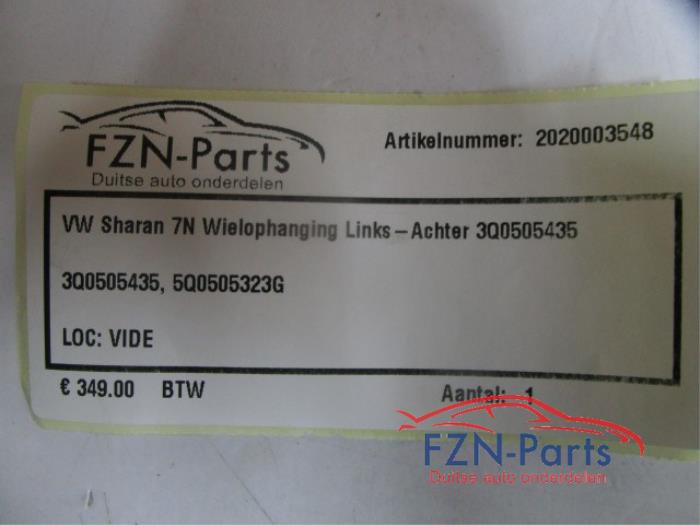 FZN-Parts
Duitse auto onderdelen
Artikelnummer: 2020003548
VW Sharan 7N Wielophanging Links-Achter 3Q0505435
3Q0505435, 5Q0505323G
LOC: VIDE
€ 349.00 BTW
Aantal: 1
FZN-Parts
Duitse auto onderdelen